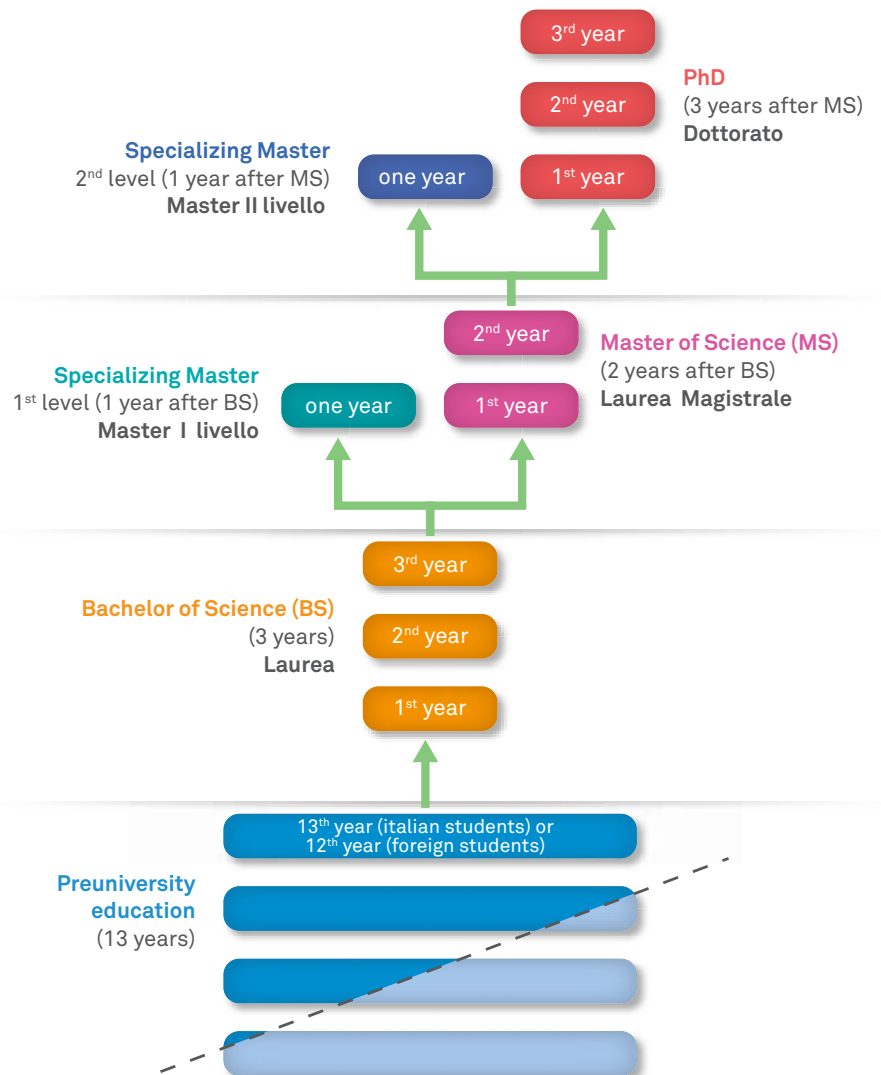 3rd year
2nd year
1st year
PhD
(3 years after MS)
Dottorato
Specializing Master
2nd level (1 year after MS)
Master II livello
one year
2nd year
1st year
Master of Science (MS)
(2 years after BS)
Laurea Magistrale
Specializing Master
1st level (1 year after BS)
Master I livello
one year
3rd year
2nd year
1st year
Bachelor of Science (BS)
(3 years)
Laurea
13th year (italian students) or
12th year (foreign students)
Preuniversity
education
(13 years)